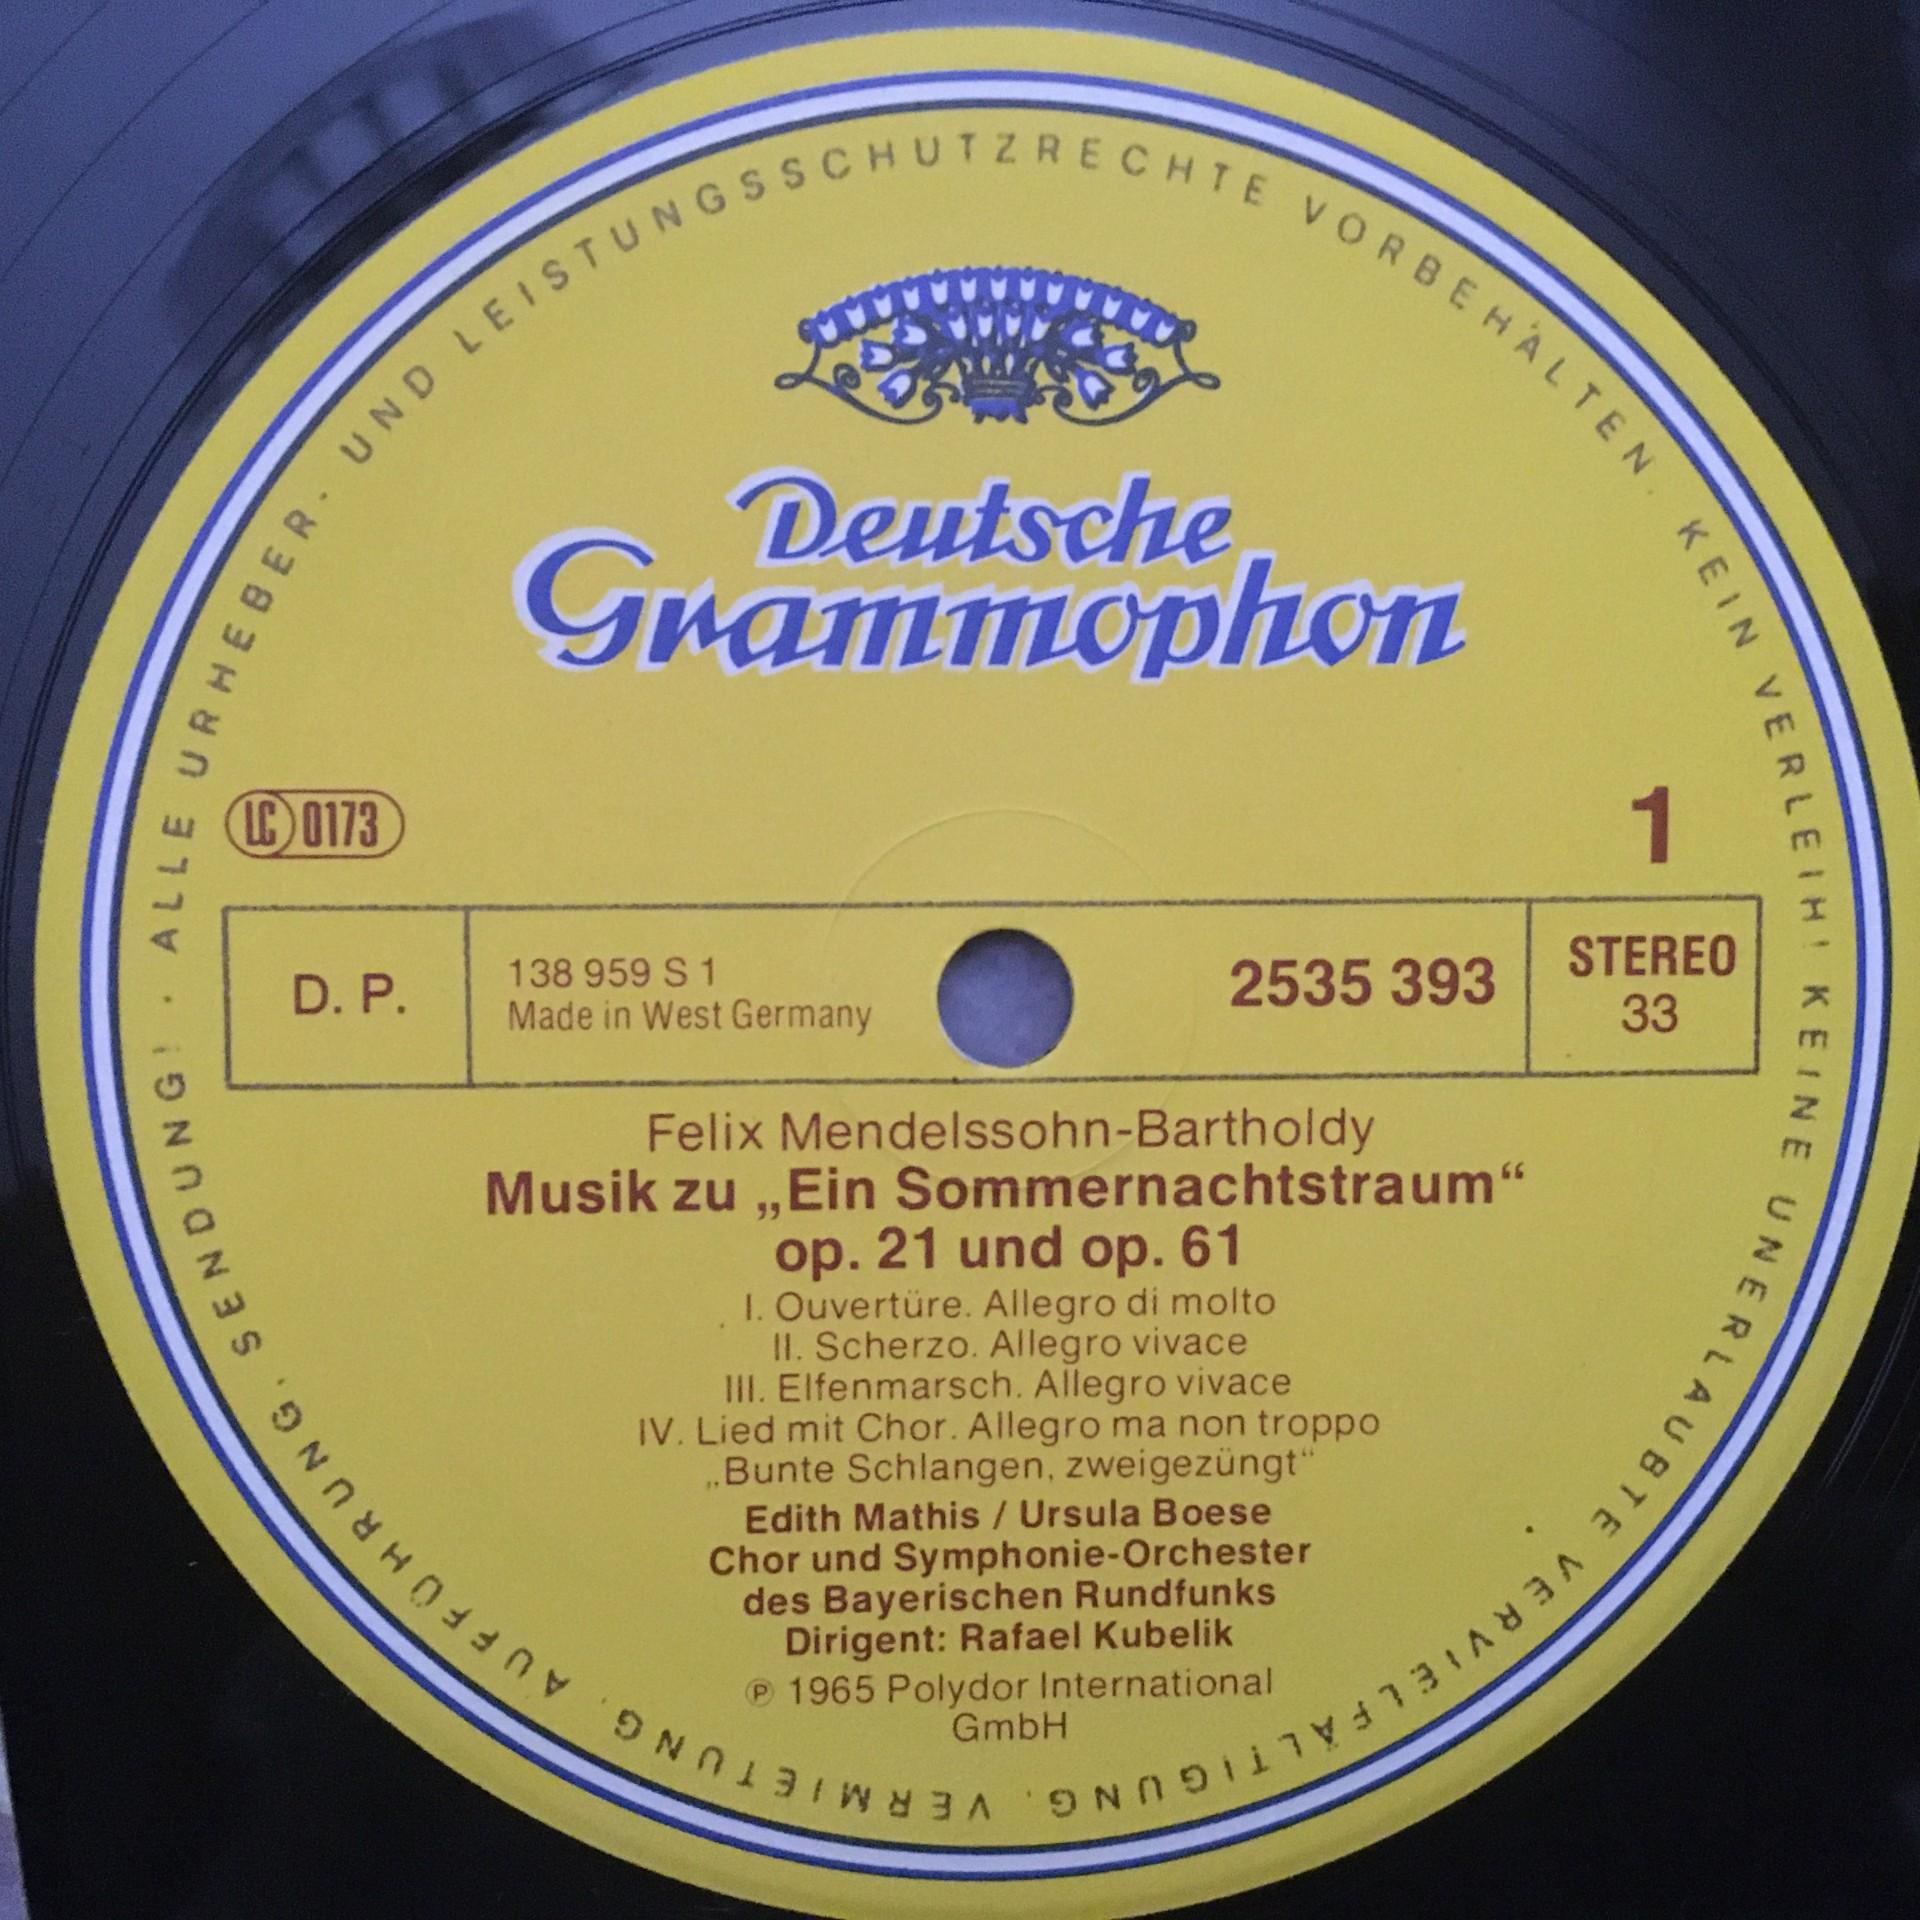 ALLE URHEBER- UND LEISTUNGSSCHUTZRECHTE VORBEHALTEN. KEIN VERLEIH! KEINE UNERLAUBTE VERVIELFÄLTIGUNG, VERMIETUNG, AUFFÜHRUNG, SENDUNG! ·
Deutsche
Grammophon
LC 0173
1
D. P.
138 959 S 1
Made in West Germany
2535 393
STEREO
33
Felix Mendelssohn-Bartholdy
Musik zu „Ein Sommernachtstraum“
op. 21 und op. 61
I. Ouvertüre. Allegro di molto
II. Scherzo. Allegro vivace
III. Elfenmarsch. Allegro vivace
IV. Lied mit Chor. Allegro ma non troppo
„Bunte Schlangen, zweigezüngt“
Edith Mathis / Ursula Boese
Chor und Symphonie-Orchester
des Bayerischen Rundfunks
Dirigent: Rafael Kubelik
℗ 1965 Polydor International
GmbH